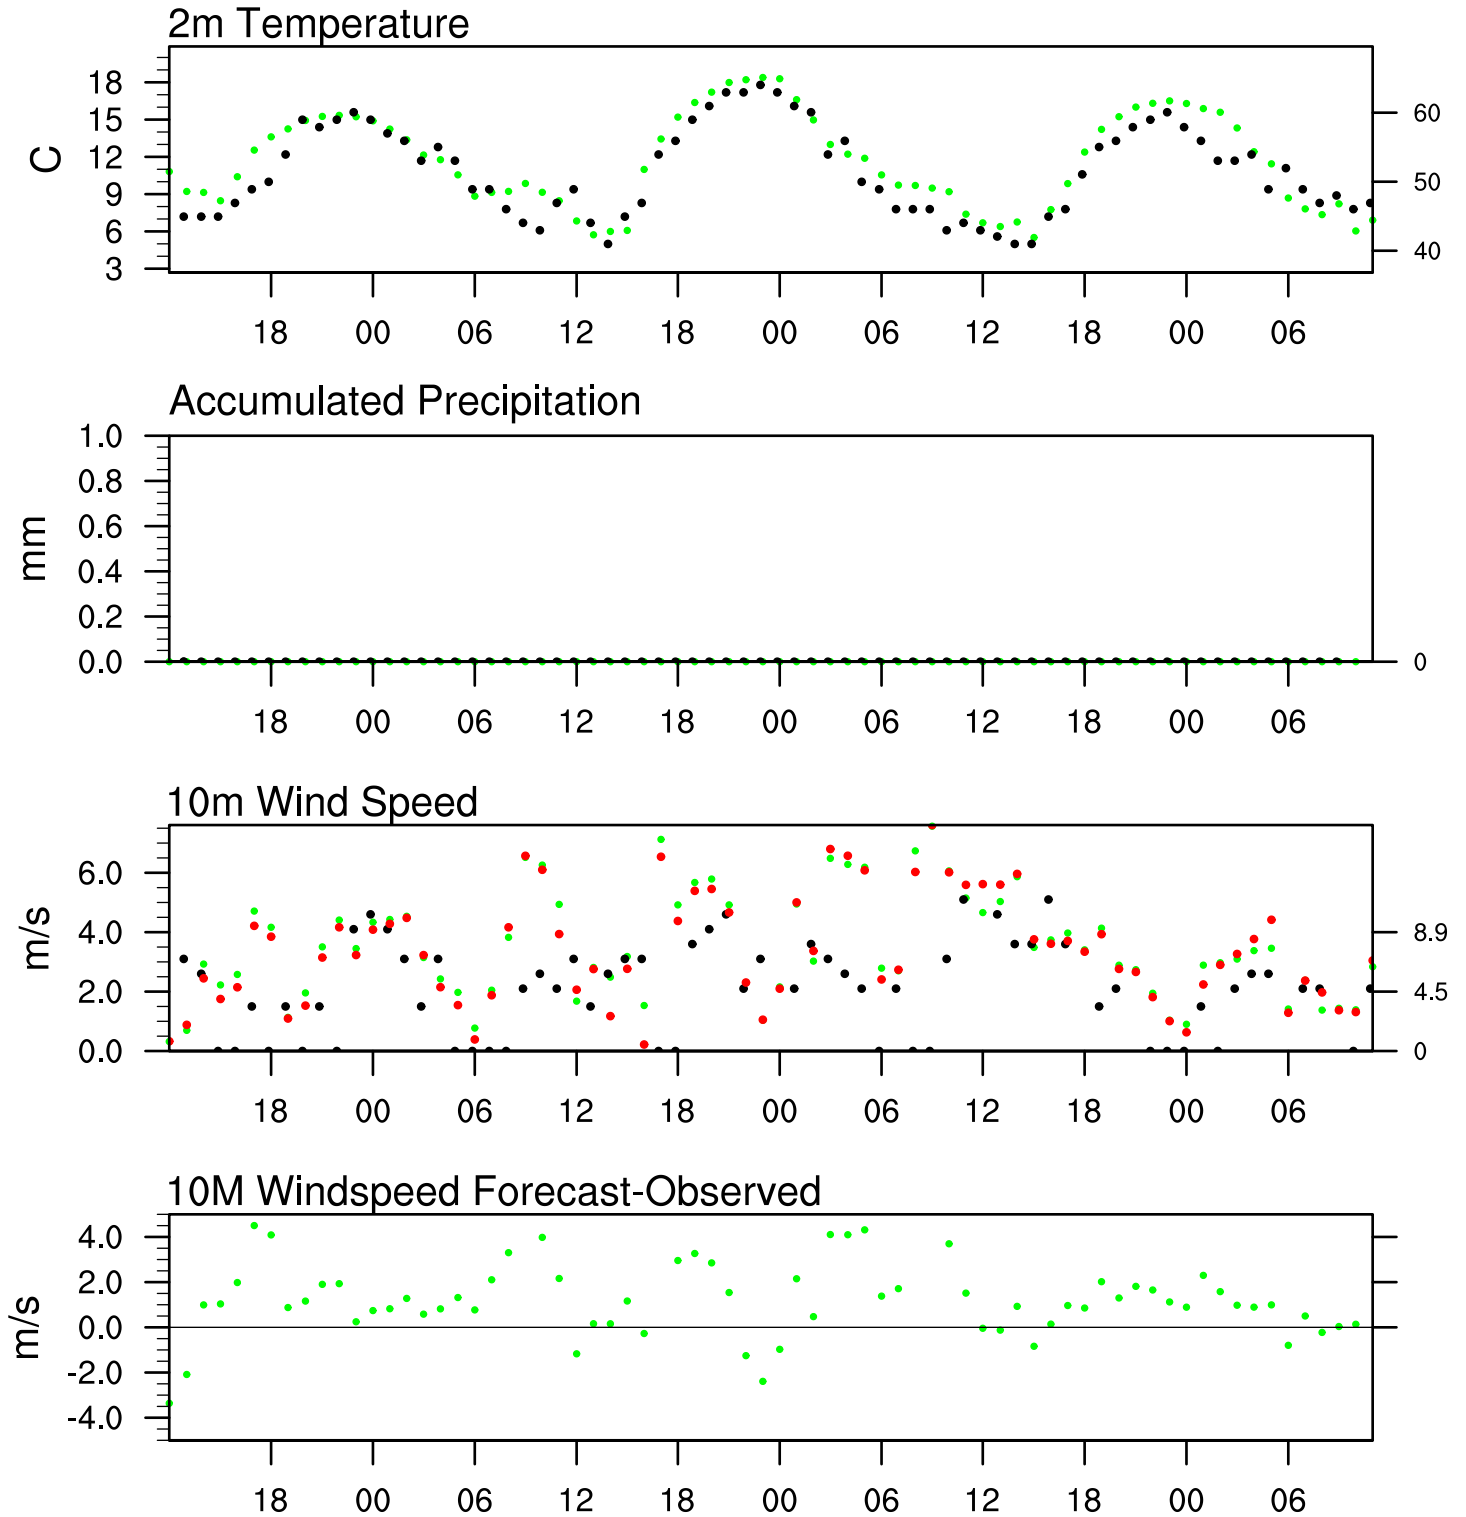 2m Temperature
18
15
12
9
6
3
C
60
50
40
18 00 06 12 18 00 06 12 18 00 06
Accumulated Precipitation
1.0
0.8
0.6
0.4
0.2
0.0
mm
0
18 00 06 12 18 00 06 12 18 00 06
10m Wind Speed
6.0
4.0
2.0
0.0
m/s
8.9
4.5
0
18 00 06 12 18 00 06 12 18 00 06
10M Windspeed Forecast-Observed
4.0
2.0
0.0
-2.0
-4.0
m/s
18 00 06 12 18 00 06 12 18 00 06